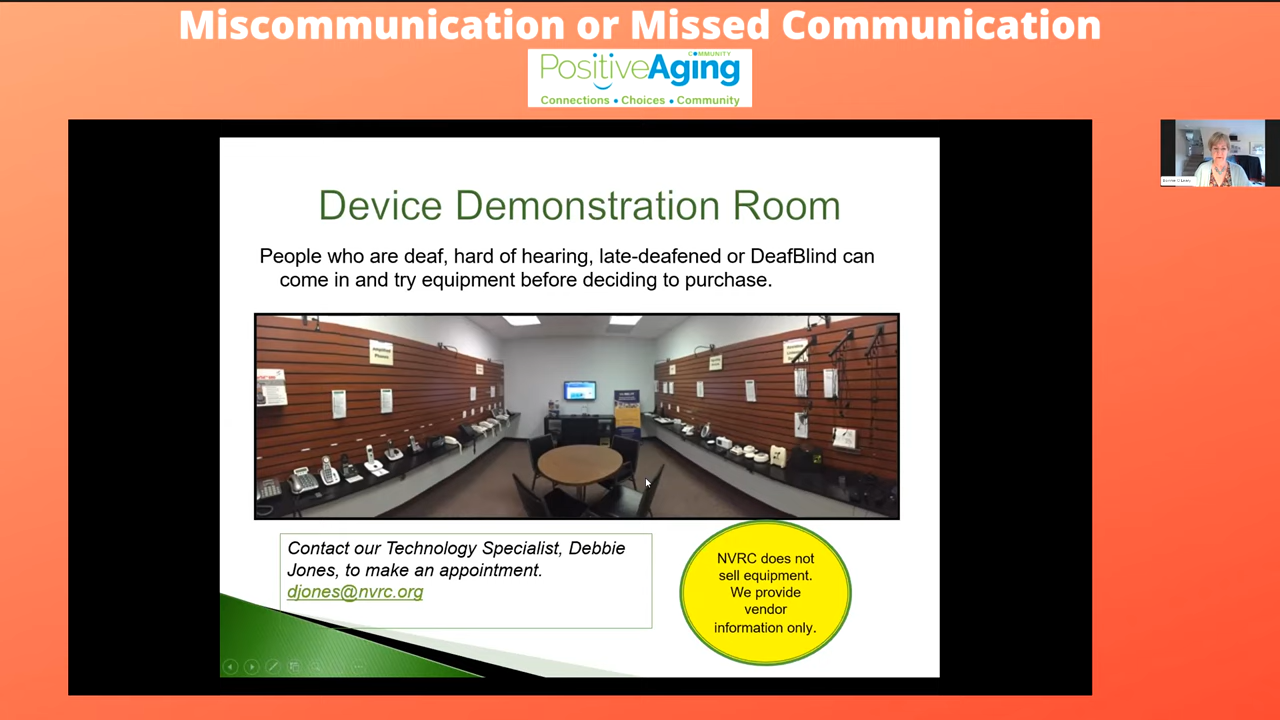 Miscommunication or Missed Communication
COMMUNITY
PositiveAging
Connections • Choices • Community
Device Demonstration Room
People who are deaf, hard of hearing, late-deafened or DeafBlind can
come in and try equipment before deciding to purchase.
Contact our Technology Specialist, Debbie
Jones, to make an appointment.
djones@nvrc.org
NVRC does not
sell equipment.
We provide
vendor
information only.